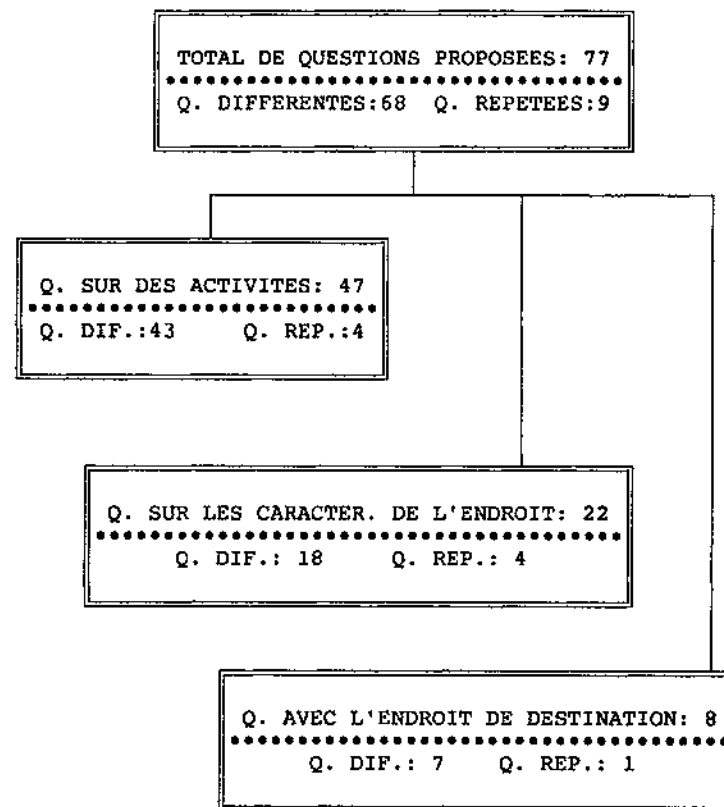 TOTAL DE QUESTIONS PROPOSEES: 77
Q. DIFFERENTES:68 Q. REPETEES:9
Q. SUR DES ACTIVITES: 47
Q. DIF.:43 Q. REP.:4
Q. SUR LES CARACTER. DE L'ENDROIT: 22
Q. DIF.: 18 Q. REP.: 4
Q. AVEC L'ENDROIT DE DESTINATION: 8
Q. DIF.: 7 Q. REP.: 1